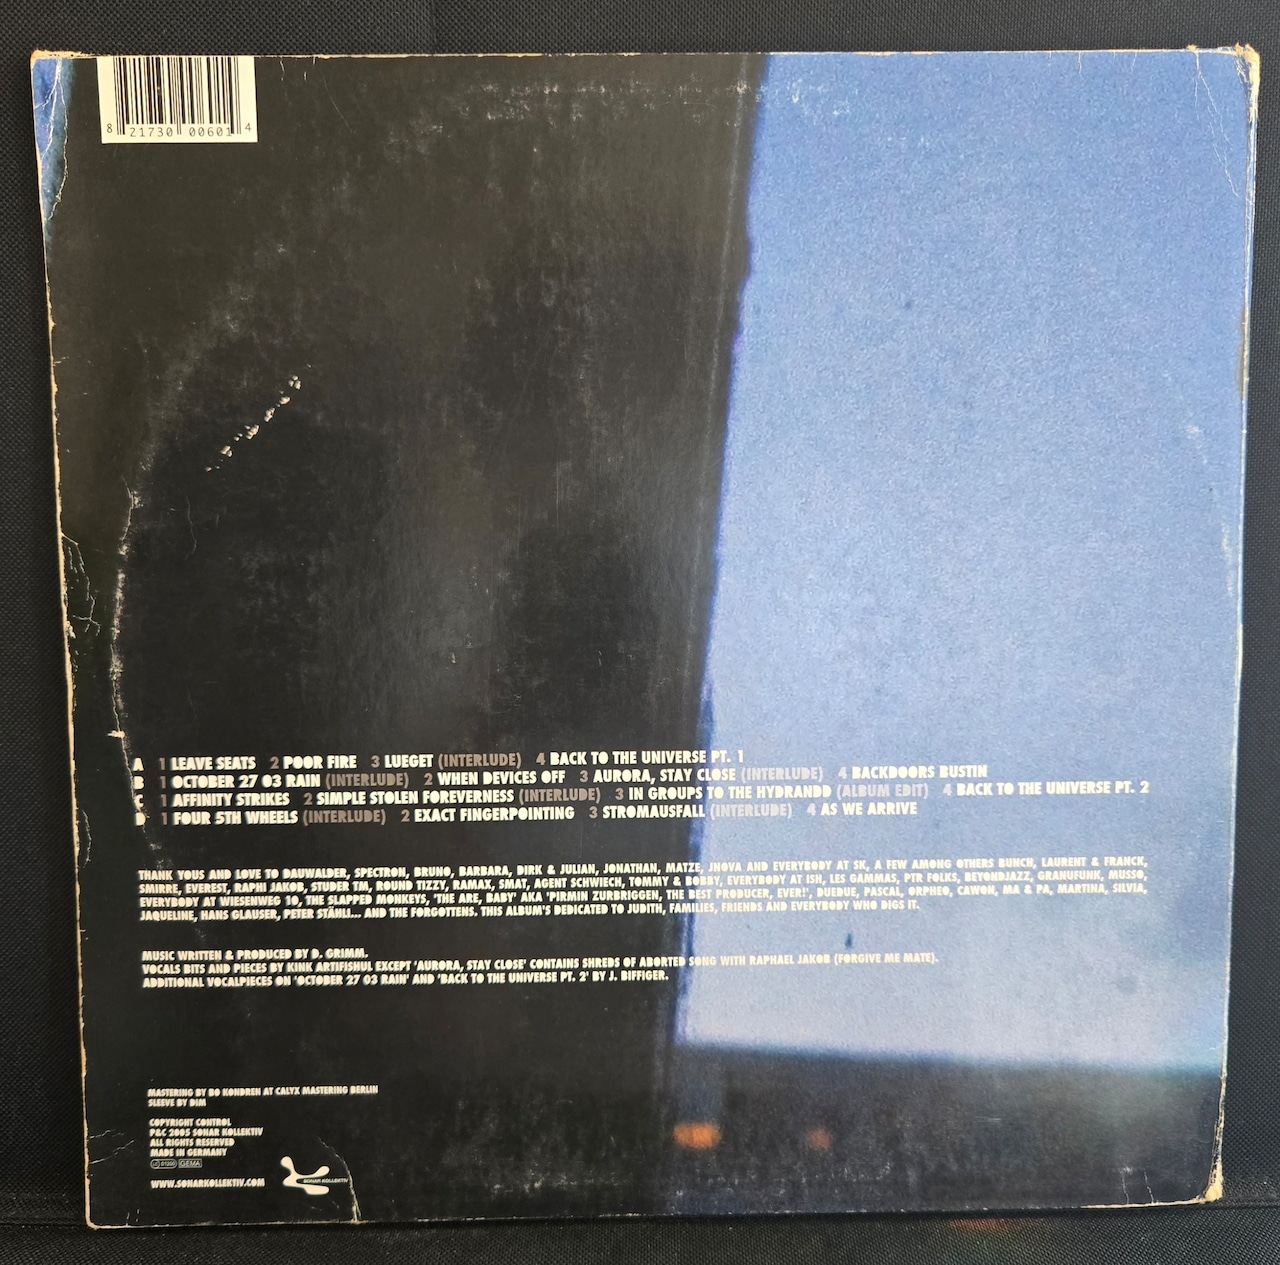 8 21730 00601 4
A 1 LEAVE SEATS 2 POOR FIRE 3 LUEGET (INTERLUDE) 4 BACK TO THE UNIVERSE PT. 1
B 1 OCTOBER 27 03 RAIN (INTERLUDE) 2 WHEN DEVICES OFF 3 AURORA, STAY CLOSE (INTERLUDE) 4 BACKDOORS BUSTIN
C 1 AFFINITY STRIKES 2 SIMPLE STOLEN FOREVERNESS (INTERLUDE) 3 IN GROUPS TO THE HYDRANDD (ALBUM EDIT) 4 BACK TO THE UNIVERSE PT. 2
D 1 FOUR 5TH WHEELS (INTERLUDE) 2 EXACT FINGERPOINTING 3 STROMAUSFALL (INTERLUDE) 4 AS WE ARRIVE
THANK YOUS AND LOVE TO DAUWALDER, SPECTRON, BRUNO, BARBARA, DIRK & JULIAN, JONATHAN, MATZE, JNOVA AND EVERYBODY AT SK, A FEW AMONG OTHERS BUNCH, LAURENT & FRANCK,
SMIRRE, EVEREST, RAPHI JAKOB, STUDER TM, ROUND TIZZY, RAMAX, SMAT, AGENT SCHWIECH, TOMMY & BOBBY, EVERYBODY AT ISH, LES GAMMAS, PTR FOLKS, BEYONDJAZZ, GRANUFUNK, MUSSO,
EVERYBODY AT WIESENWEG 10, THE SLAPPED MONKEYS, 'THE ARE, BABY' AKA 'PIRMIN ZURBRIGGEN, THE BEST PRODUCER, EVER!', DUEDUE, PASCAL, ORPHEO, CAWON, MA & PA, MARTINA, SILVIA,
JAQUELINE, HANS GLAUSER, PETER STÄHLI... AND THE FORGOTTENS. THIS ALBUM'S DEDICATED TO JUDITH, FAMILIES, FRIENDS AND EVERYBODY WHO DIGS IT.
MUSIC WRITTEN & PRODUCED BY D. GRIMM.
VOCALS BITS AND PIECES BY KINK ARTIFISHUL EXCEPT 'AURORA, STAY CLOSE' CONTAINS SHREDS OF ABORTED SONG WITH RAPHAEL JAKOB (FORGIVE ME MATE).
ADDITIONAL VOCALPIECES ON 'OCTOBER 27 03 RAIN' AND 'BACK TO THE UNIVERSE PT. 2' BY J. BIFFIGER.
MASTERING BY BO KONDREN AT CALYX MASTERING BERLIN
SLEEVE BY DIM
COPYRIGHT CONTROL
P&C 2005 SONAR KOLLEKTIV
ALL RIGHTS RESERVED
MADE IN GERMANY
LC 01200 GEMA
WWW.SONARKOLLEKTIV.COM
SONAR KOLLEKTIV